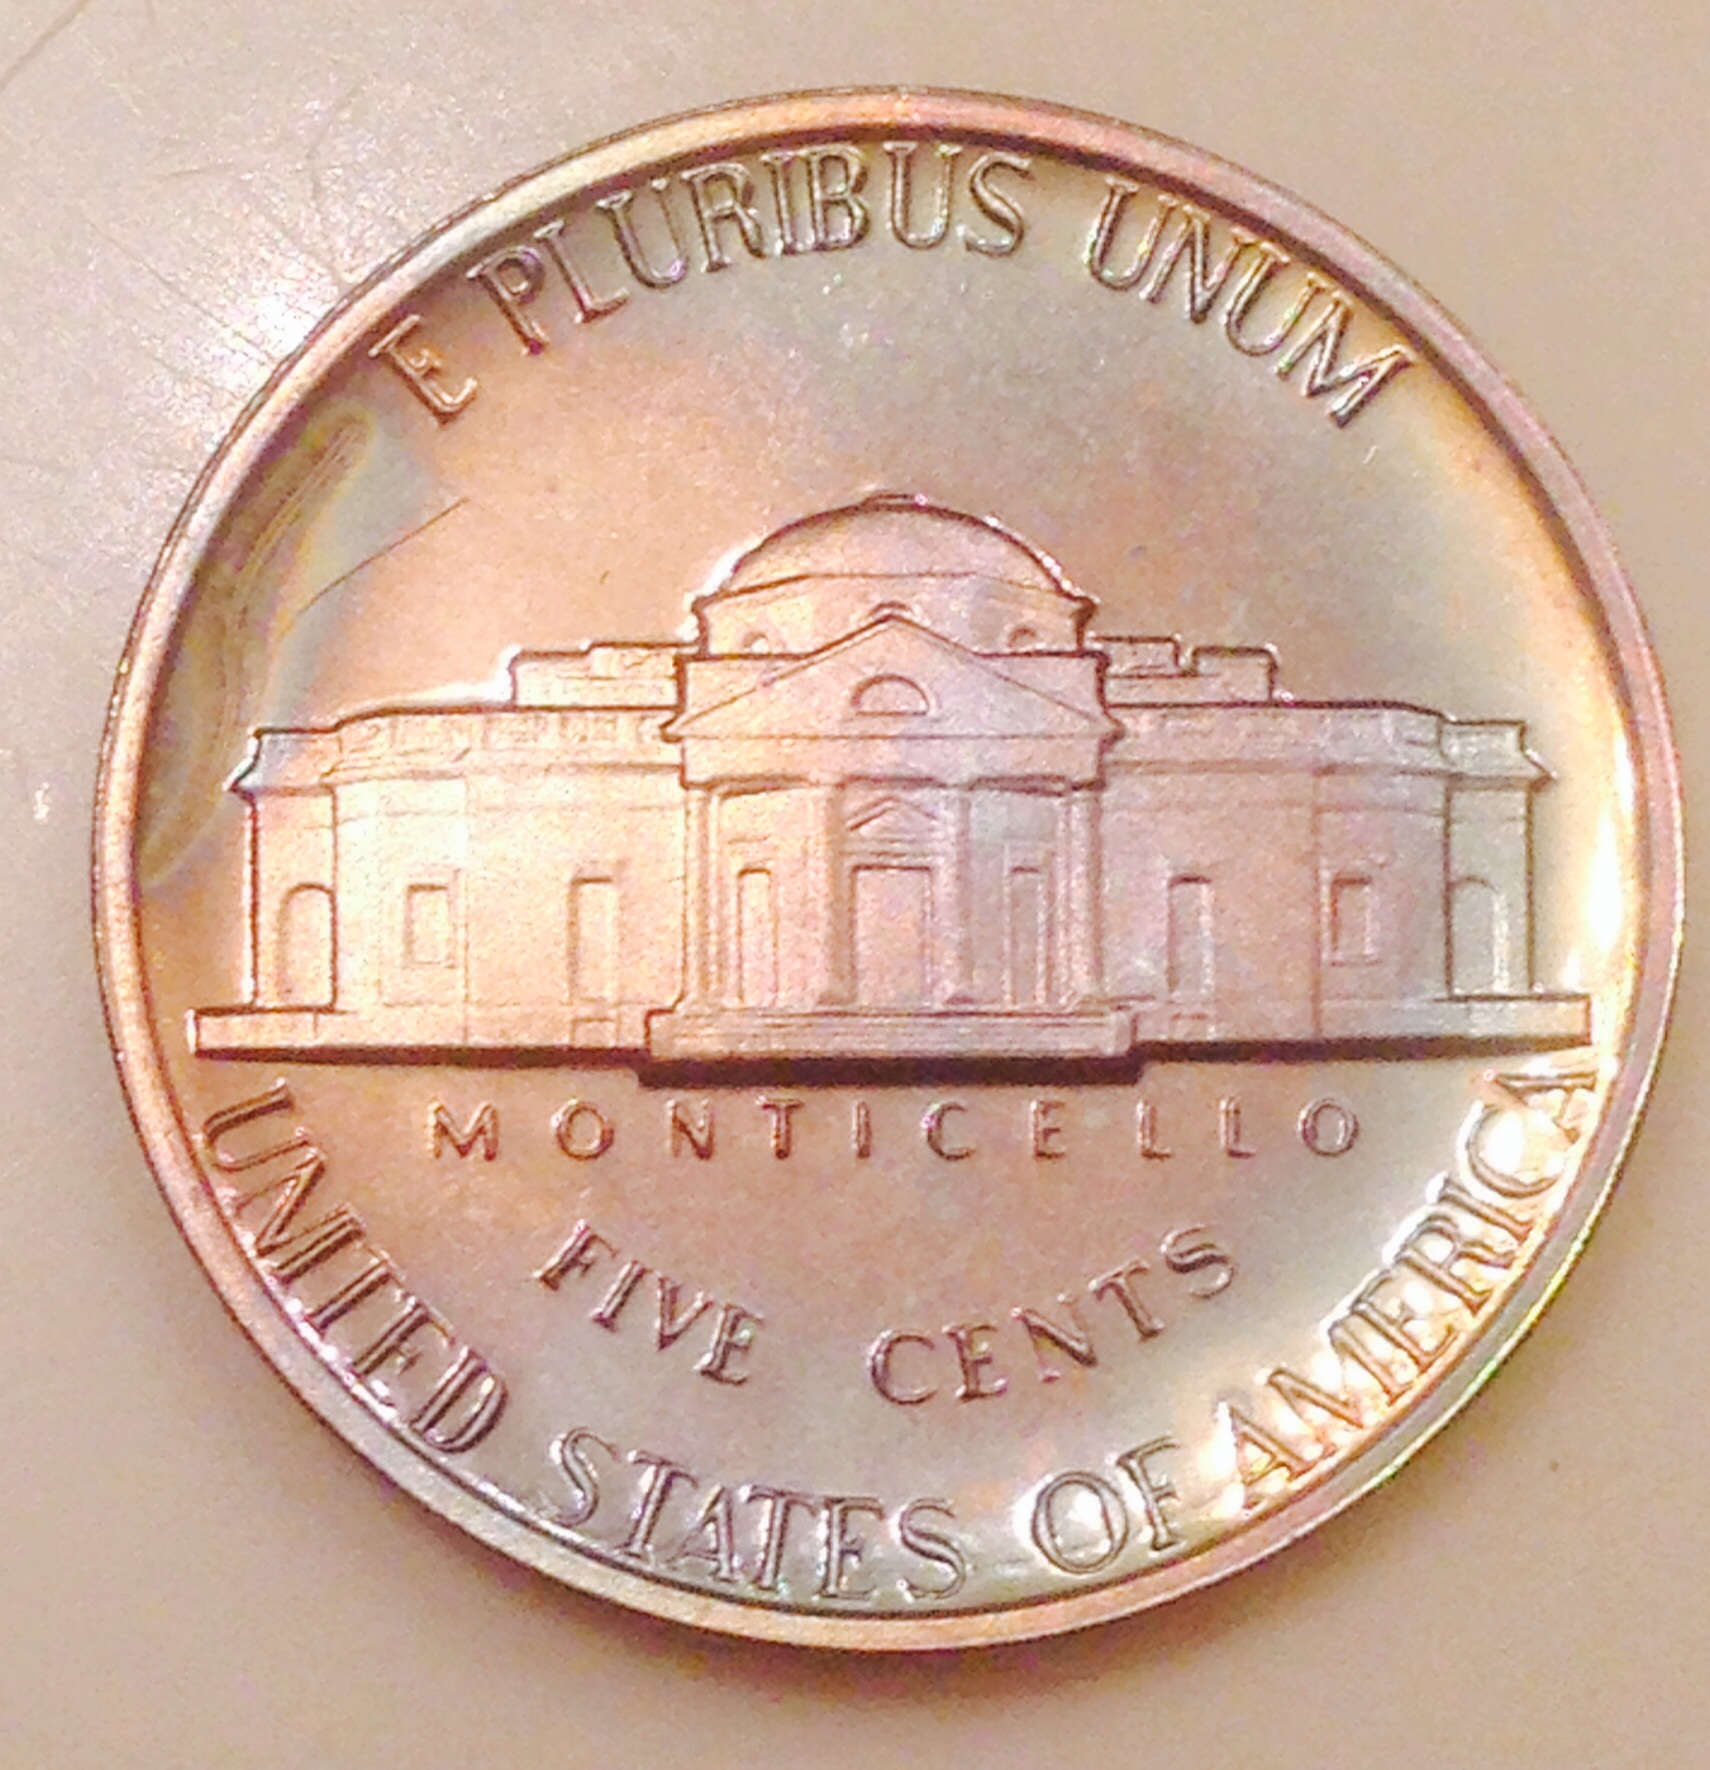 E PLURIBUS UNUM
MONTICELLO
FIVE CENTS
UNITED STATES OF AMERICA